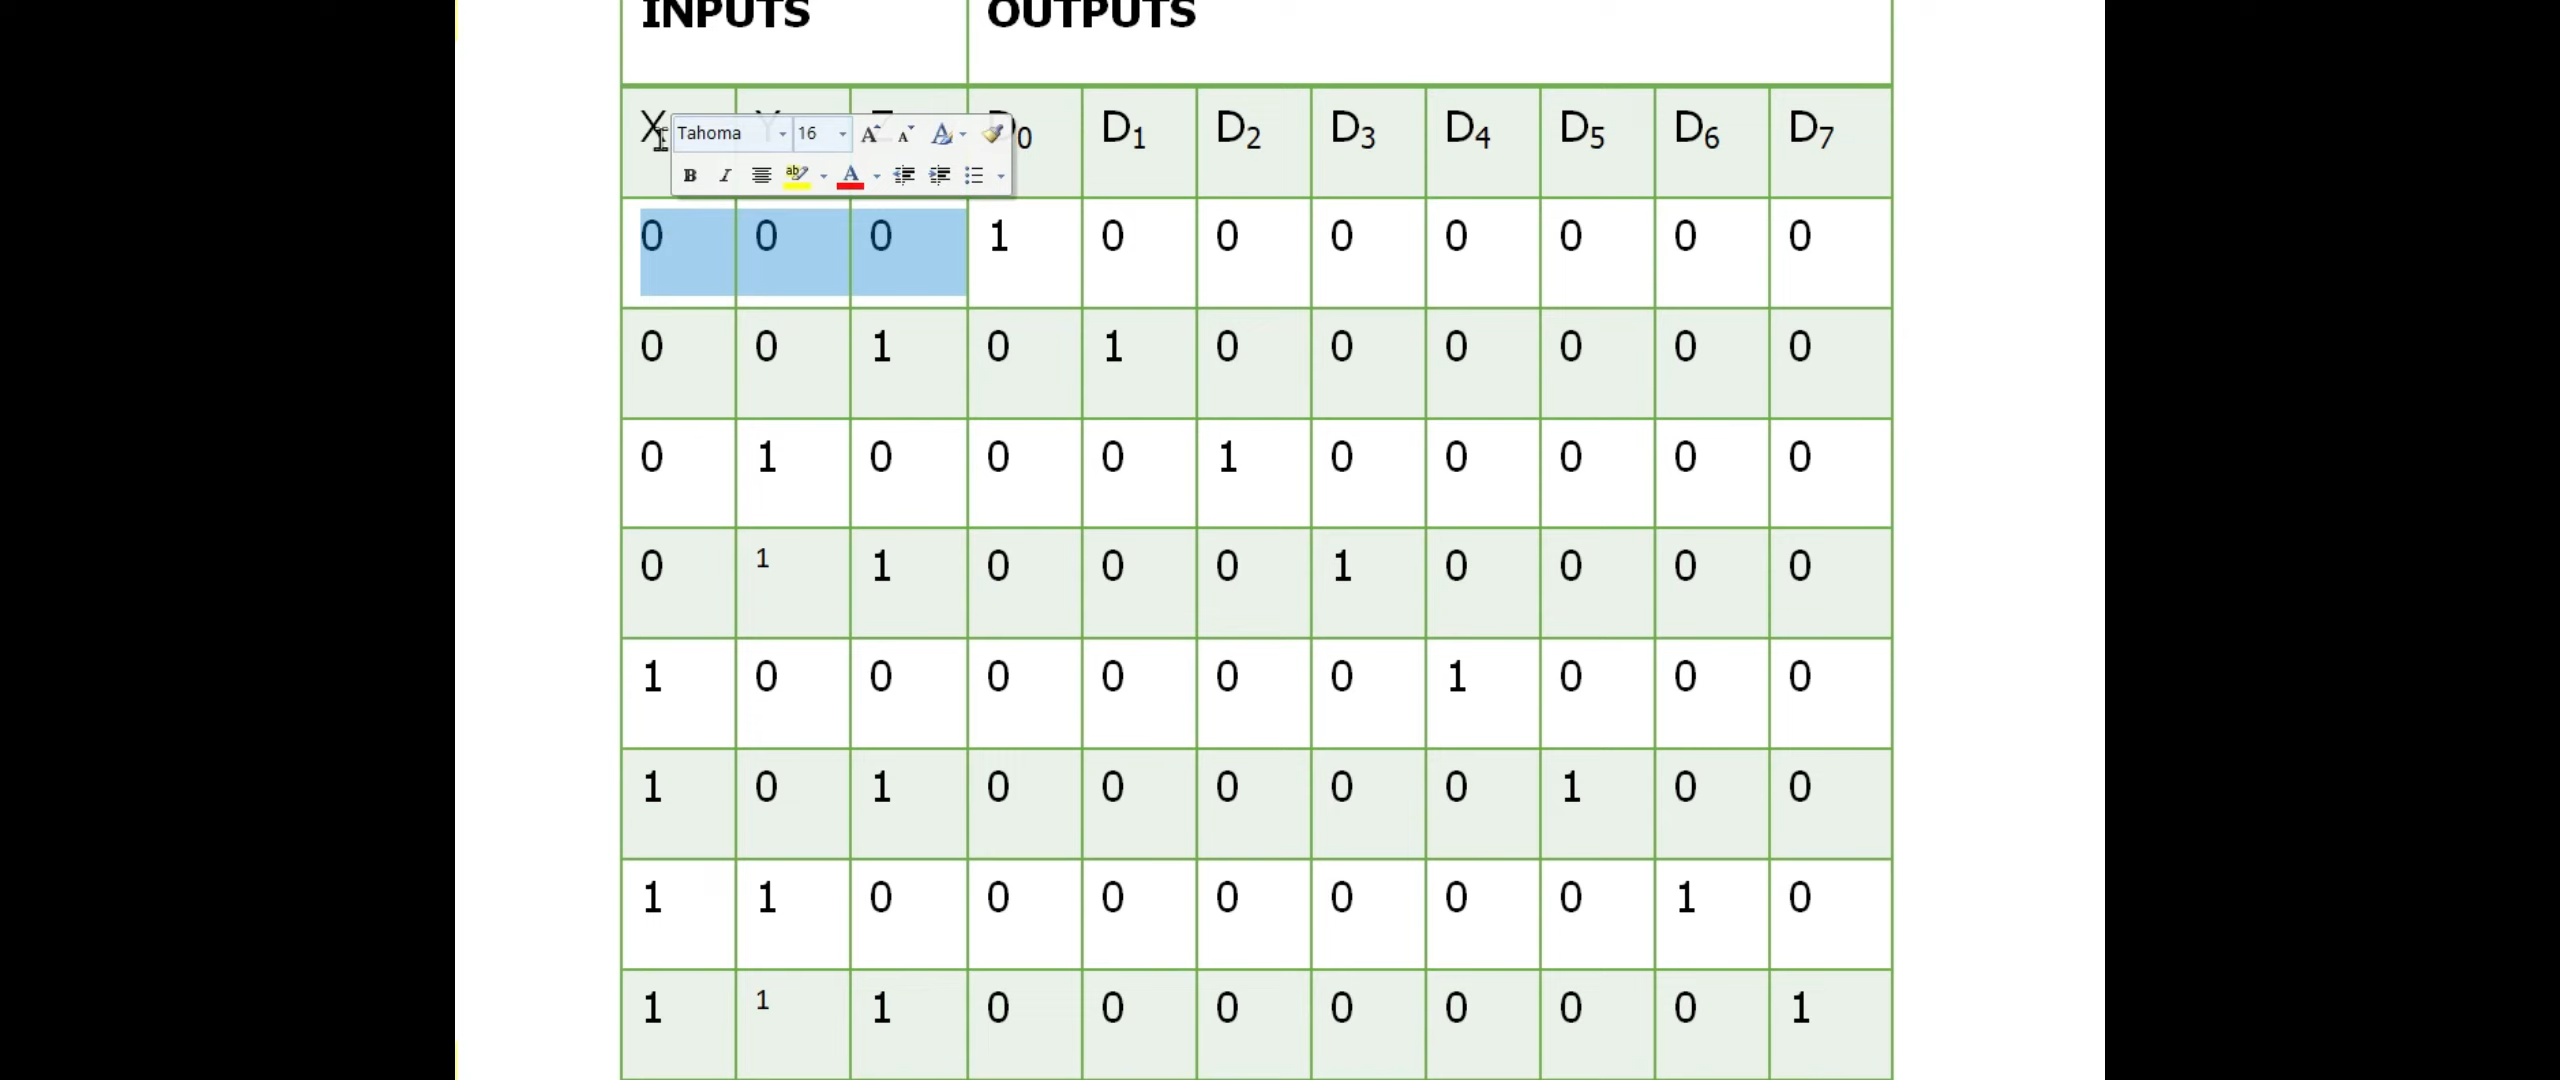 INPUTS OUTPUTS
X D0 D1 D2 D3 D4 D5 D6 D7
Tahoma 16
0 0 0 1 0 0 0 0 0 0 0
0 0 1 0 1 0 0 0 0 0 0
0 1 0 0 0 1 0 0 0 0 0
0 1 1 0 0 0 1 0 0 0 0
1 0 0 0 0 0 0 1 0 0 0
1 0 1 0 0 0 0 0 1 0 0
1 1 0 0 0 0 0 0 0 1 0
1 1 1 0 0 0 0 0 0 0 1